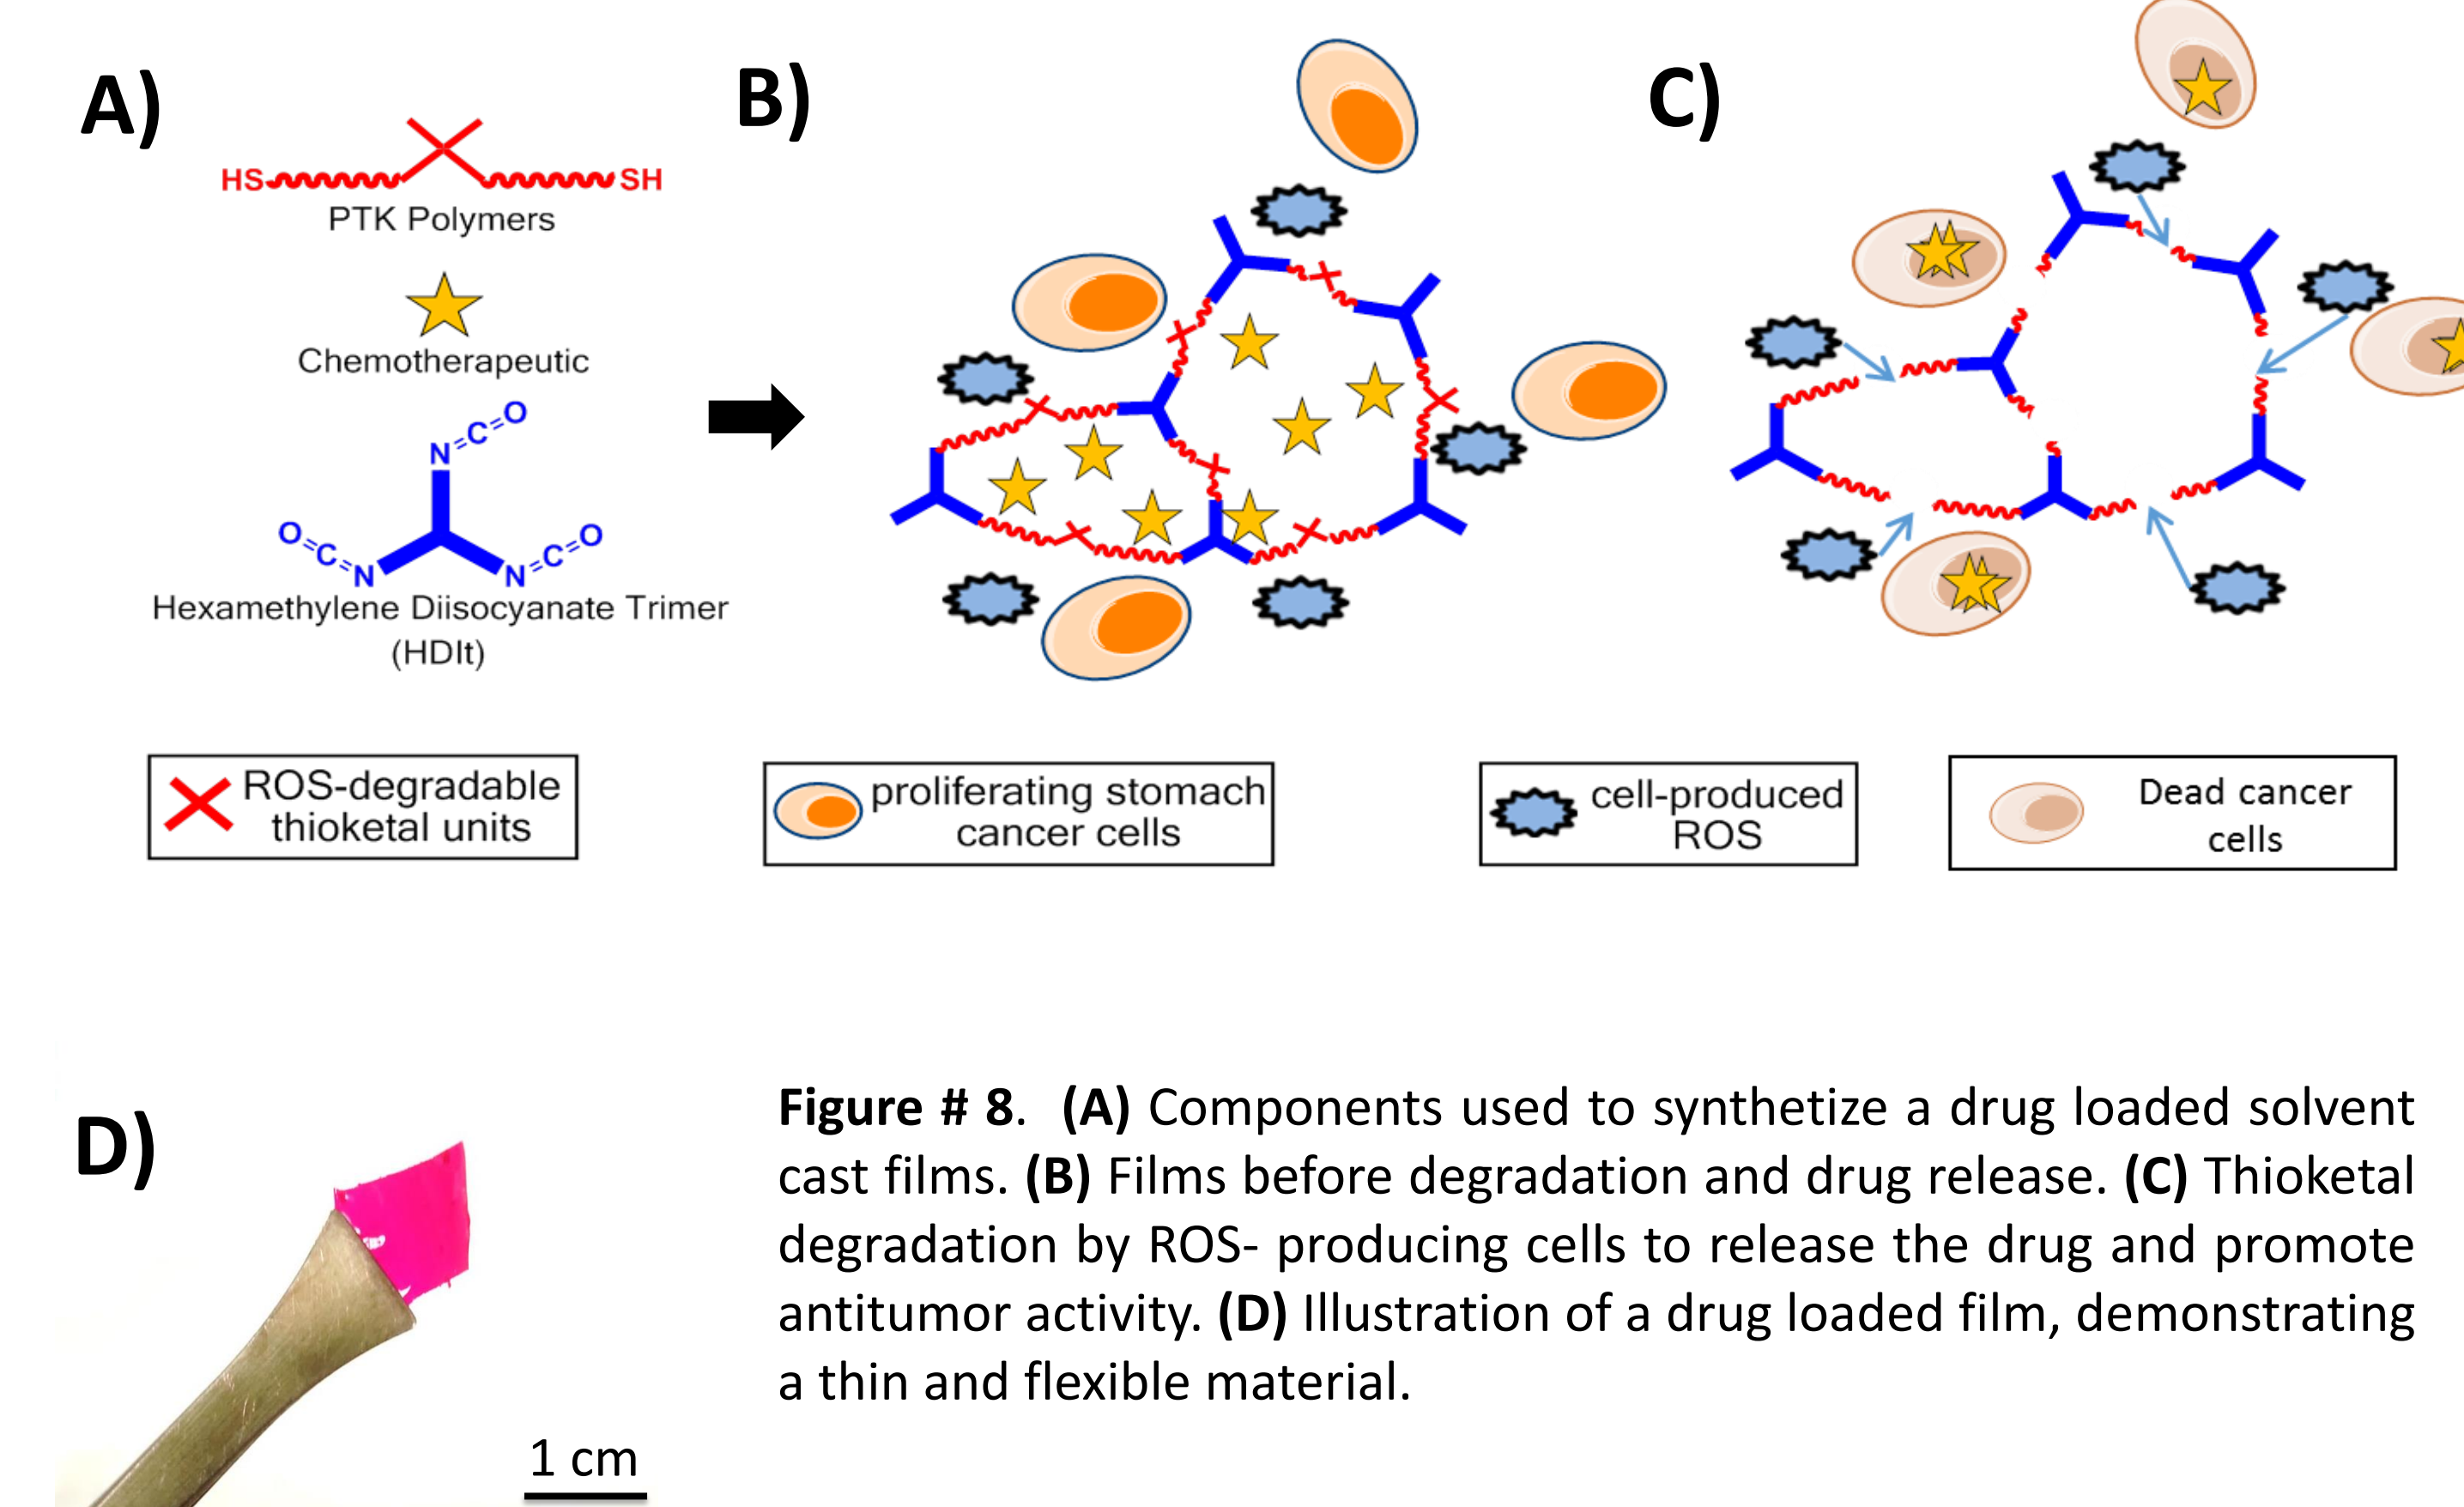 A)
HS
SH
PTK Polymers
Chemotherapeutic
N=C=O
O=C=N
N=C=O
Hexamethylene Diisocyanate Trimer
(HDIt)
B)
C)
ROS-degradable
thioketal units
proliferating stomach
cancer cells
cell-produced
ROS
Dead cancer
cells
D)
1 cm
Figure # 8. (A) Components used to synthetize a drug loaded solvent
cast films. (B) Films before degradation and drug release. (C) Thioketal
degradation by ROS- producing cells to release the drug and promote
antitumor activity. (D) Illustration of a drug loaded film, demonstrating
a thin and flexible material.